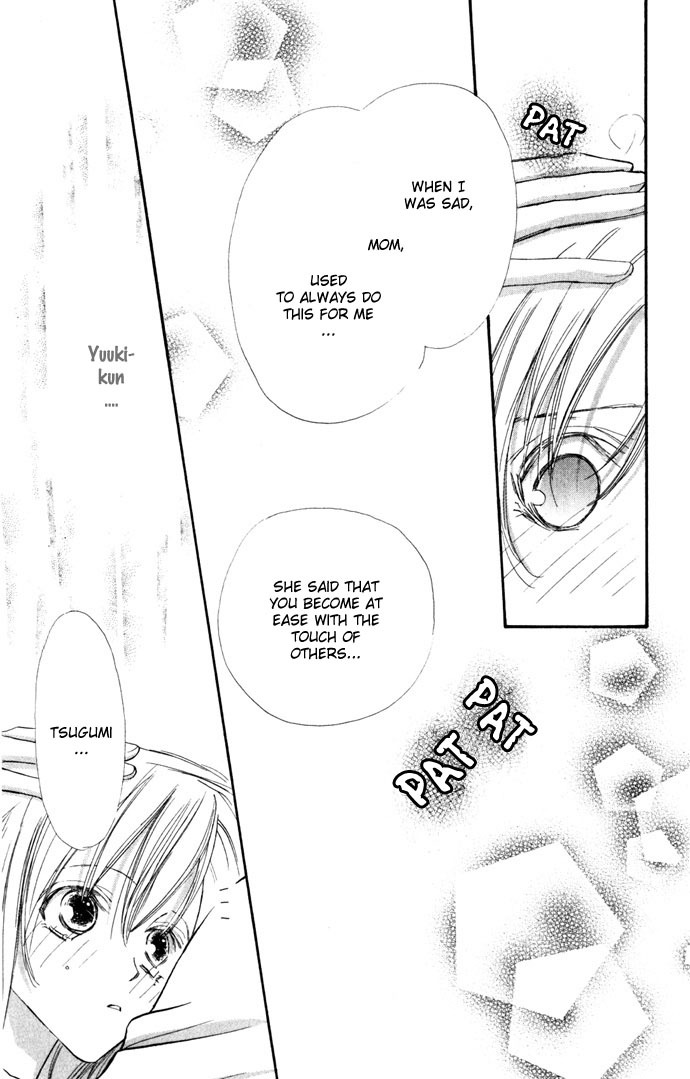 PAT
WHEN I
WAS SAD,
MOM,
USED
TO ALWAYS DO
THIS FOR ME
...
SHE SAID THAT
YOU BECOME AT
EASE WITH THE
TOUCH OF
OTHERS...
PAT
PAT
Yuuki-
kun
....
TSUGUMI
...